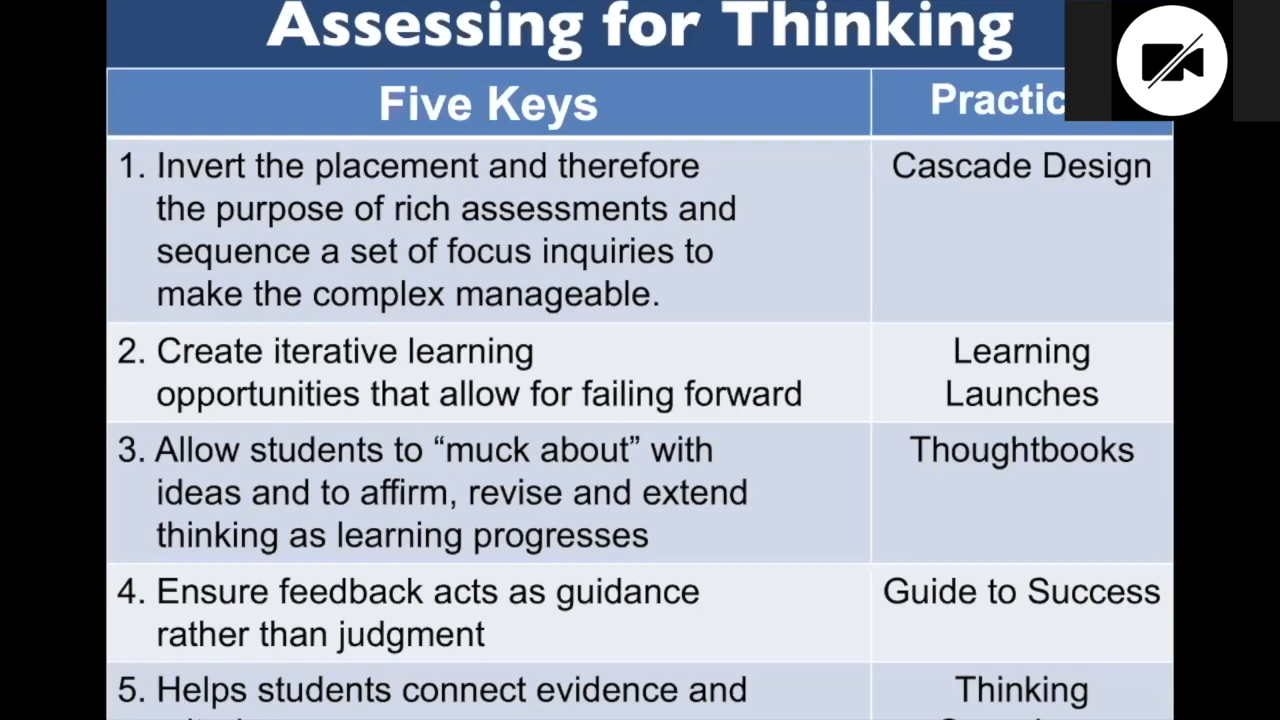 Assessing for Thinking
Five Keys
Practic
1. Invert the placement and therefore
the purpose of rich assessments and
sequence a set of focus inquiries to
make the complex manageable.
Cascade Design
2. Create iterative learning
opportunities that allow for failing forward
Learning
Launches
3. Allow students to “muck about” with
ideas and to affirm, revise and extend
thinking as learning progresses
Thoughtbooks
4. Ensure feedback acts as guidance
rather than judgment
Guide to Success
5. Helps students connect evidence and
Thinking